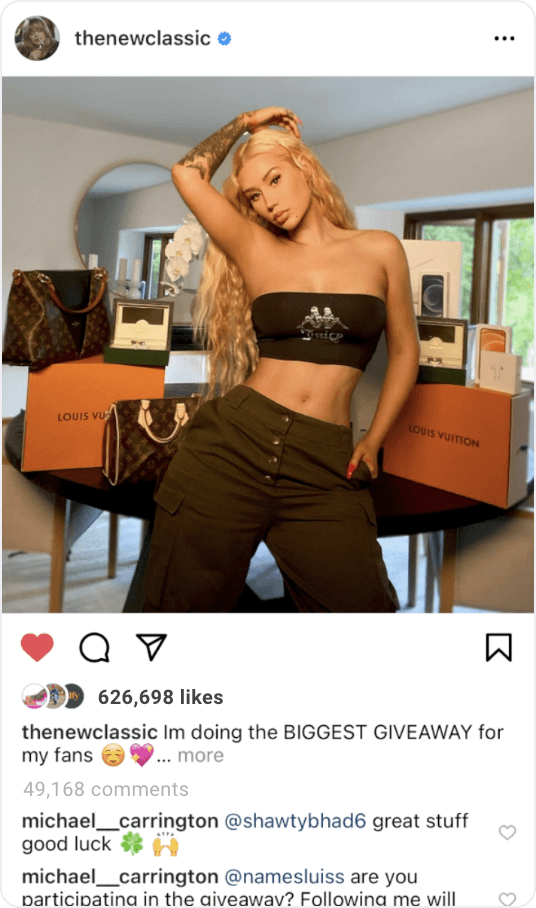 thenewclassic
LOUIS VU
LOUIS VUITTON
626,698 likes
thenewclassic Im doing the BIGGEST GIVEAWAY for
my fans ☺️💖... more
49,168 comments
michael__carrington @shawtybhad6 great stuff
good luck 🍀 🙌
michael__carrington @namesluiss are you
participating in the giveaway? Following me will